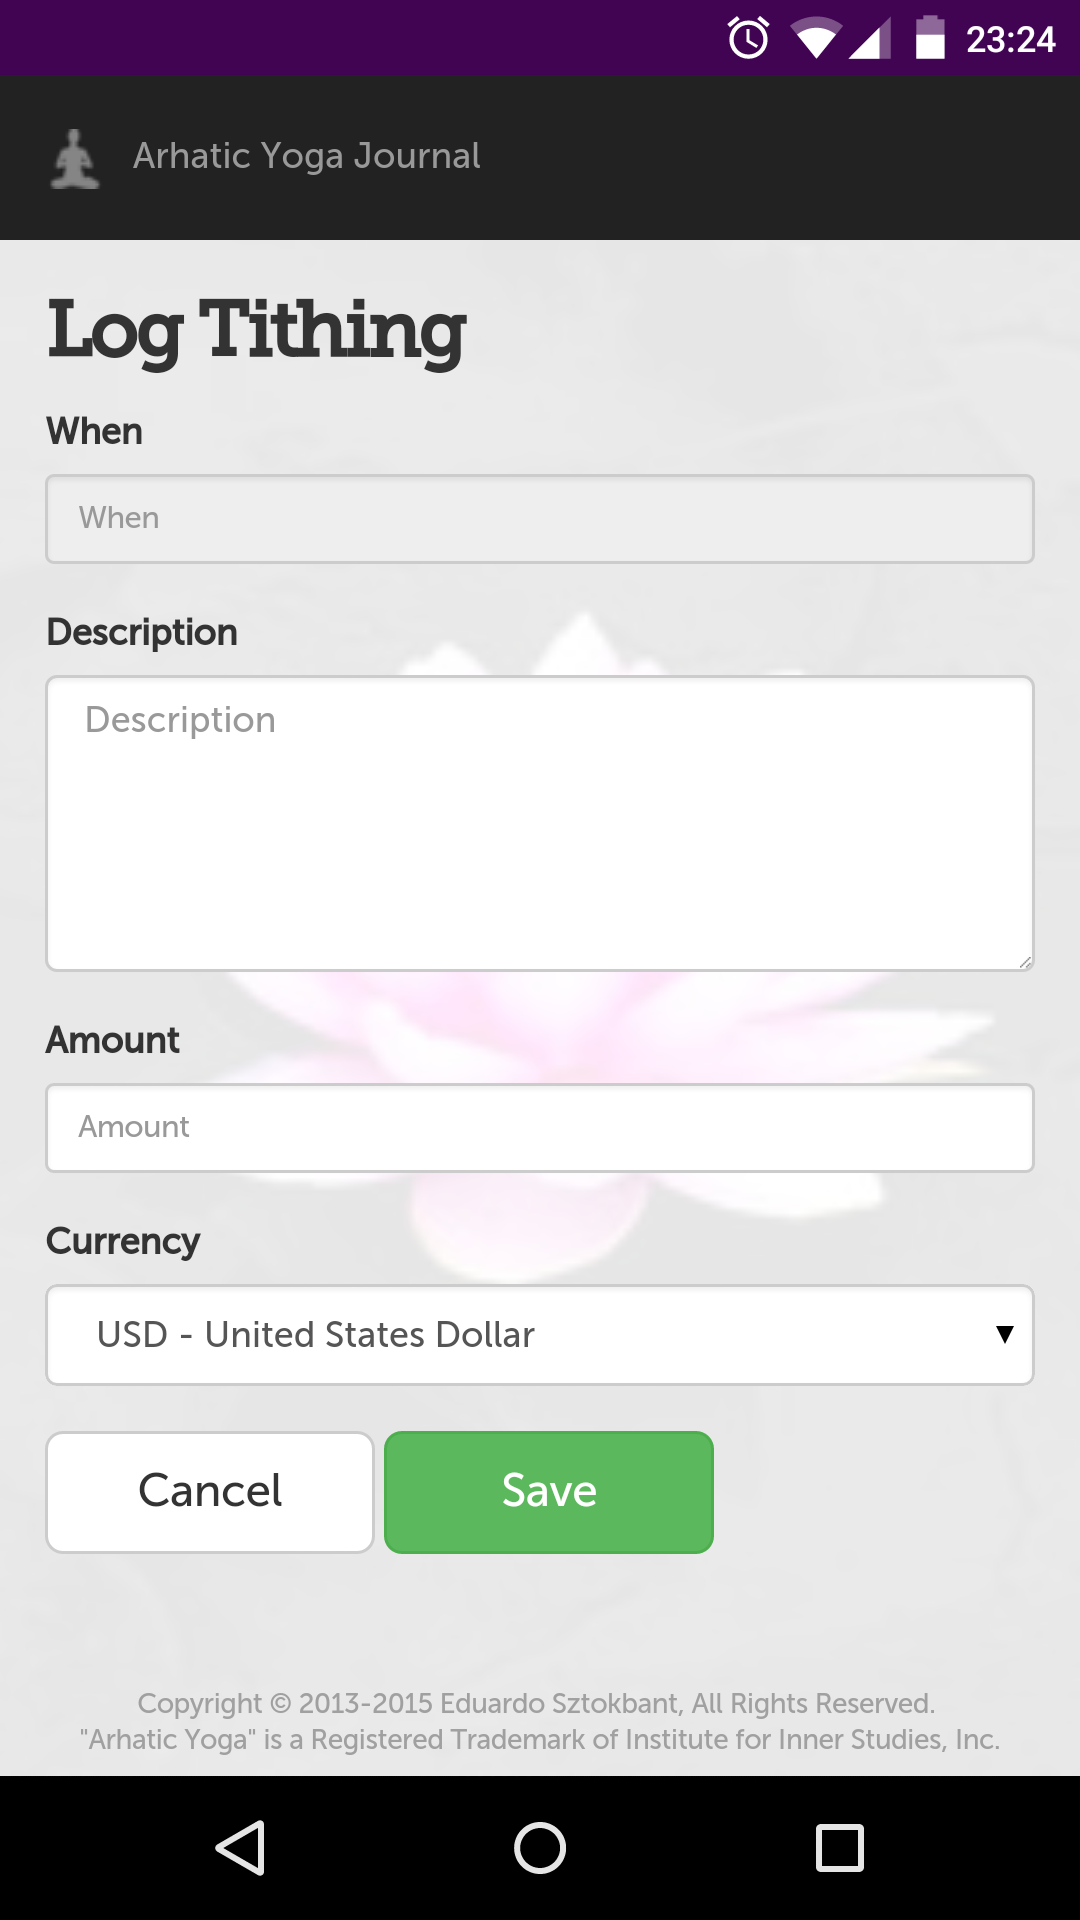 23:24
Arhatic Yoga Journal
Log Tithing
When
When
Description
Description
Amount
Amount
Currency
USD - United States Dollar
Cancel Save
Copyright © 2013-2015 Eduardo Sztokbant, All Rights Reserved.
"Arhatic Yoga" is a Registered Trademark of Institute for Inner Studies, Inc.